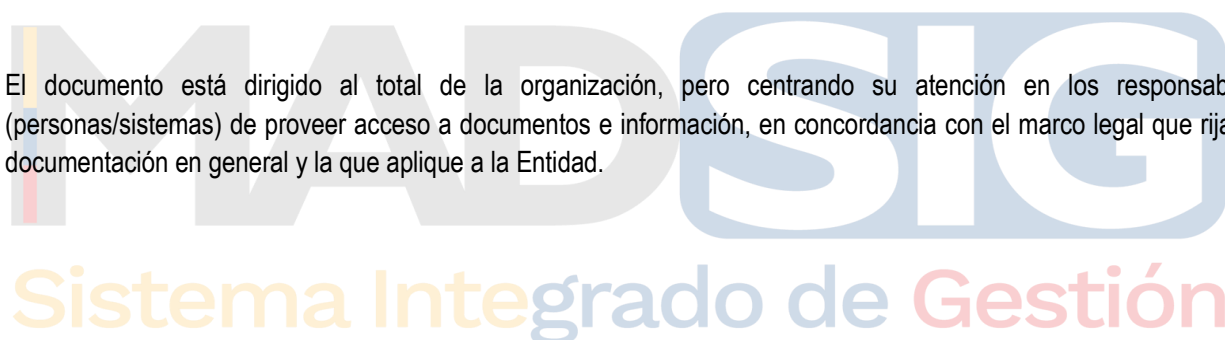 MADSIG
El documento está dirigido al total de la organización, pero centrando su atención en los responsab
(personas/sistemas) de proveer acceso a documentos e información, en concordancia con el marco legal que rija
documentación en general y la que aplique a la Entidad.
Sistema Integrado de Gestión